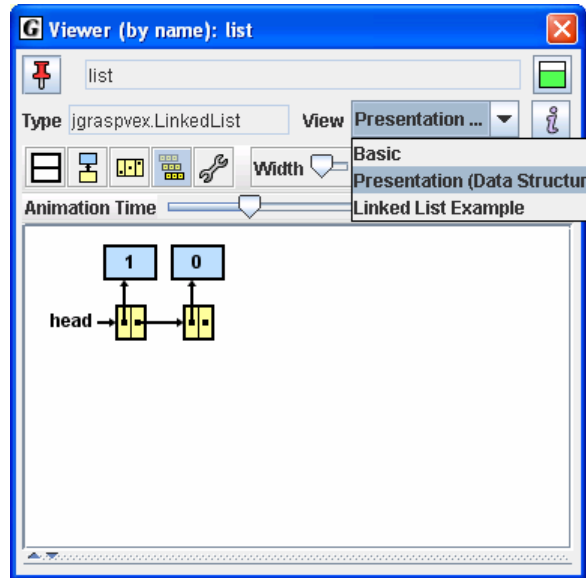 G Viewer (by name): list
list
Type jgraspvex.LinkedList View Presentation ...
Basic
Width Presentation (Data Structur
Animation Time Linked List Example
1 0
head